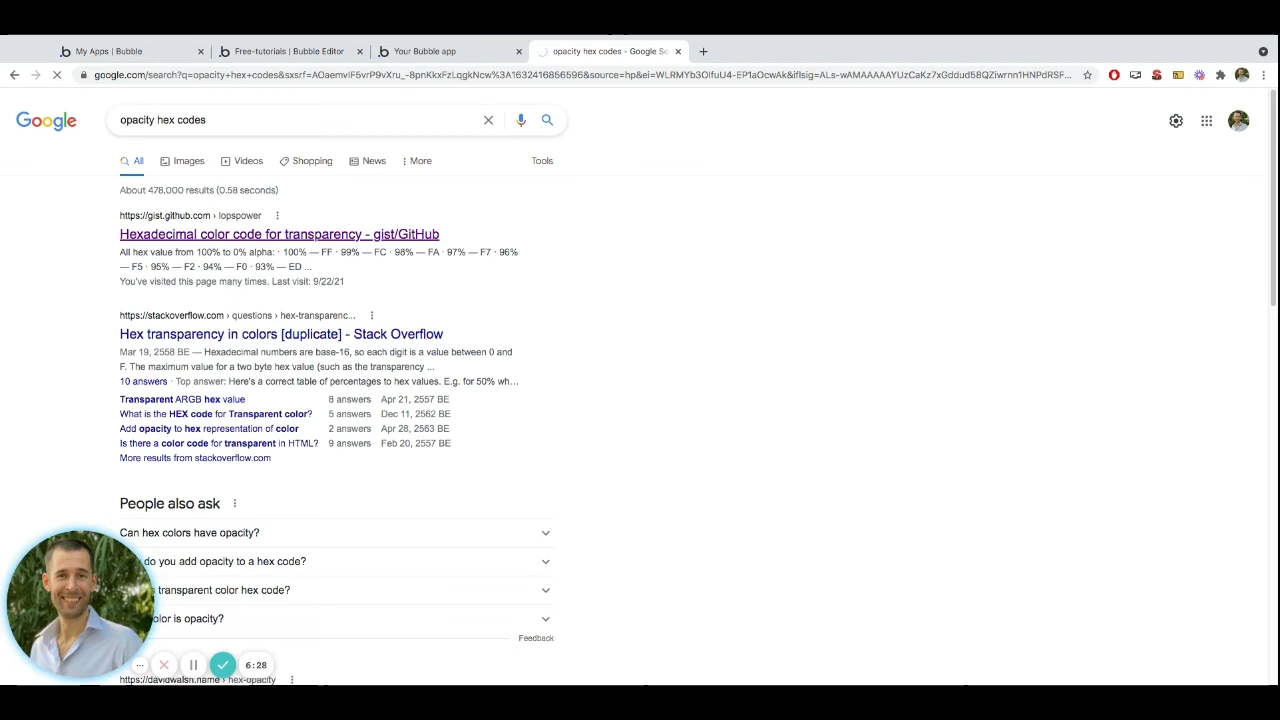 My Apps | Bubble
Free-tutorials | Bubble Editor
Your Bubble app
opacity hex codes - Google Se
google.com/search?q=opacity+hex+codes&sxsrf=
Google
opacity hex codes
All
Images
Videos
Shopping
News
More
Tools
About 478,000 results (0.58 seconds)
https://gist.github.com › lopspower
Hexadecimal color code for transparency - gist/GitHub
All hex value from 100% to 0% alpha: · 100% — FF · 99% — FC · 98% — FA · 97% — F7 · 96%
— F5 · 95% — F2 · 94% — F0 · 93% — ED ...
You've visited this page many times. Last visit: 9/22/21
https://stackoverflow.com › questions › hex-transparenc...
Hex transparency in colors [duplicate] - Stack Overflow
Mar 19, 2558 BE — Hexadecimal numbers are base-16, so each digit is a value between 0 and
F. The maximum value for a two byte hex value (such as the transparency ...
10 answers · Top answer: Here's a correct table of percentages to hex values. E.g. for 50% wh...
Transparent ARGB hex value 8 answers Apr 21, 2557 BE
What is the HEX code for Transparent color? 5 answers Dec 11, 2562 BE
Add opacity to hex representation of color 2 answers Apr 28, 2563 BE
Is there a color code for transparent in HTML? 9 answers Feb 20, 2557 BE
More results from stackoverflow.com
People also ask
Can hex colors have opacity?
do you add opacity to a hex code?
transparent color hex code?
is opacity?
Feedback
6:28
hex-opacity